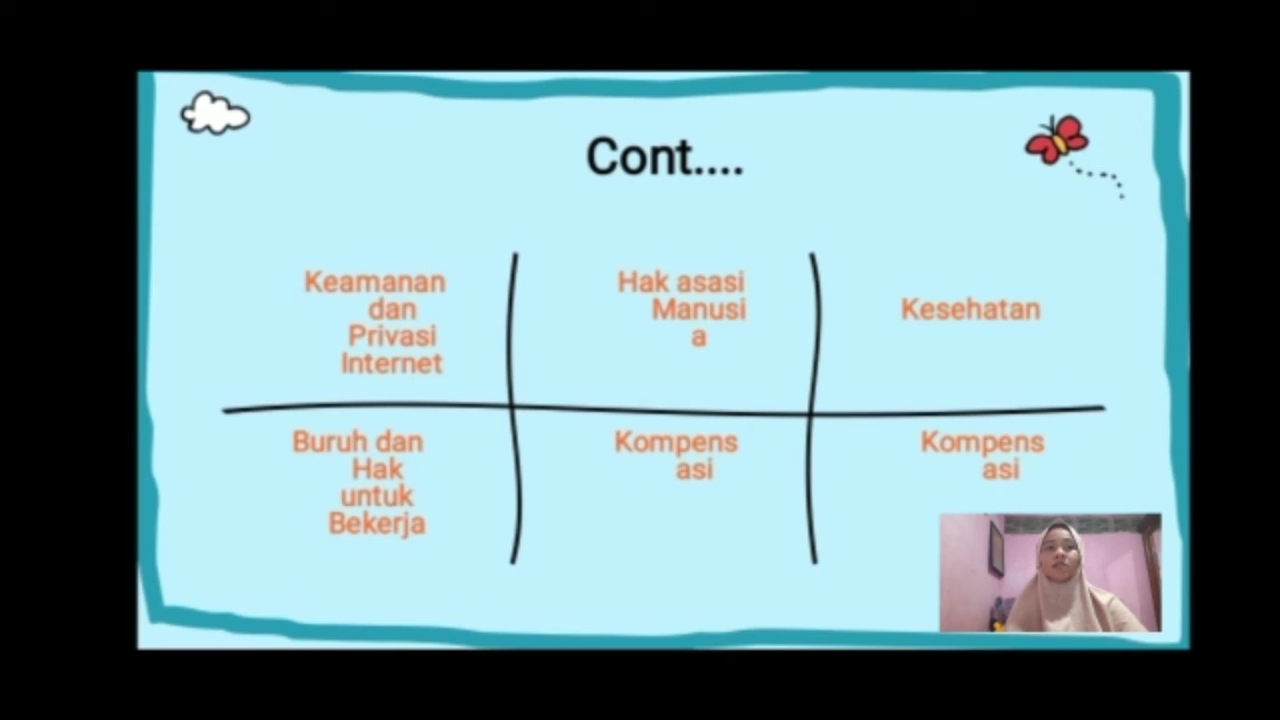 Cont....
Keamanan
dan
Privasi
Internet
Hak asasi
Manusi
a
Kesehatan
Buruh dan
Hak
untuk
Bekerja
Kompens
asi
Kompens
asi